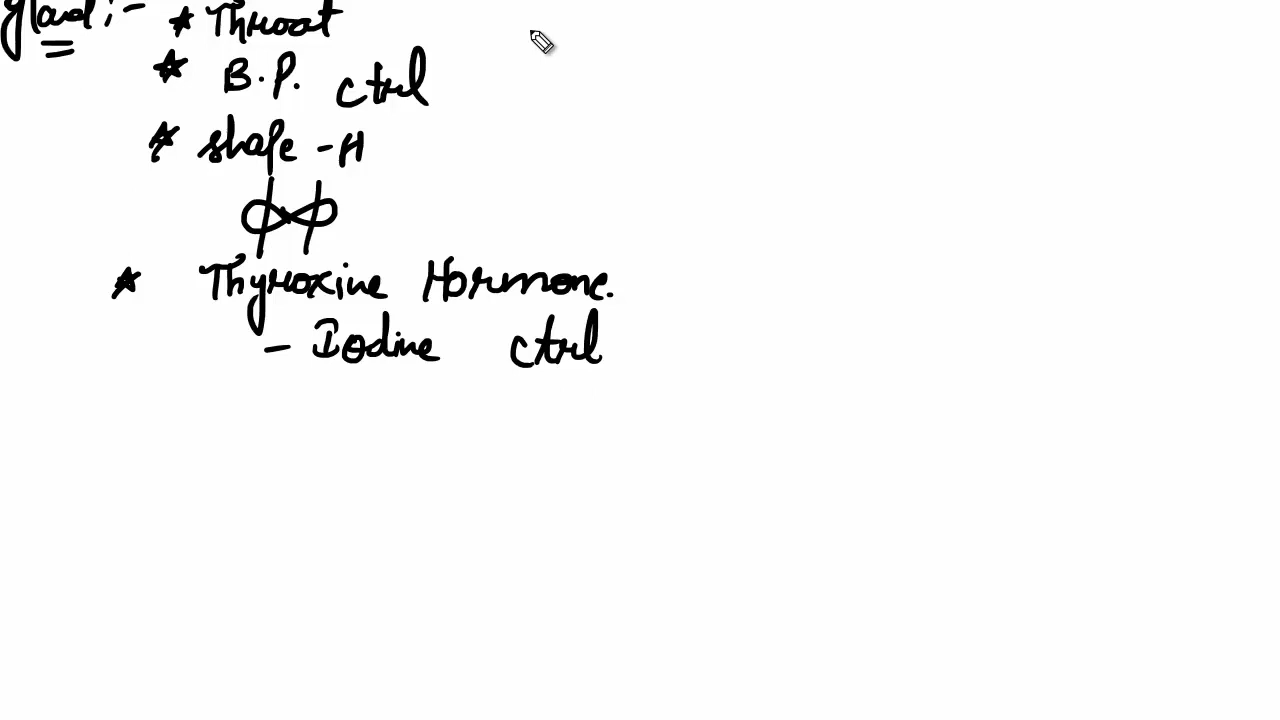 gland :- * Throat
* B.P. ctrl
* shape - H
* Thyroxine Hormone.
- Iodine ctrl